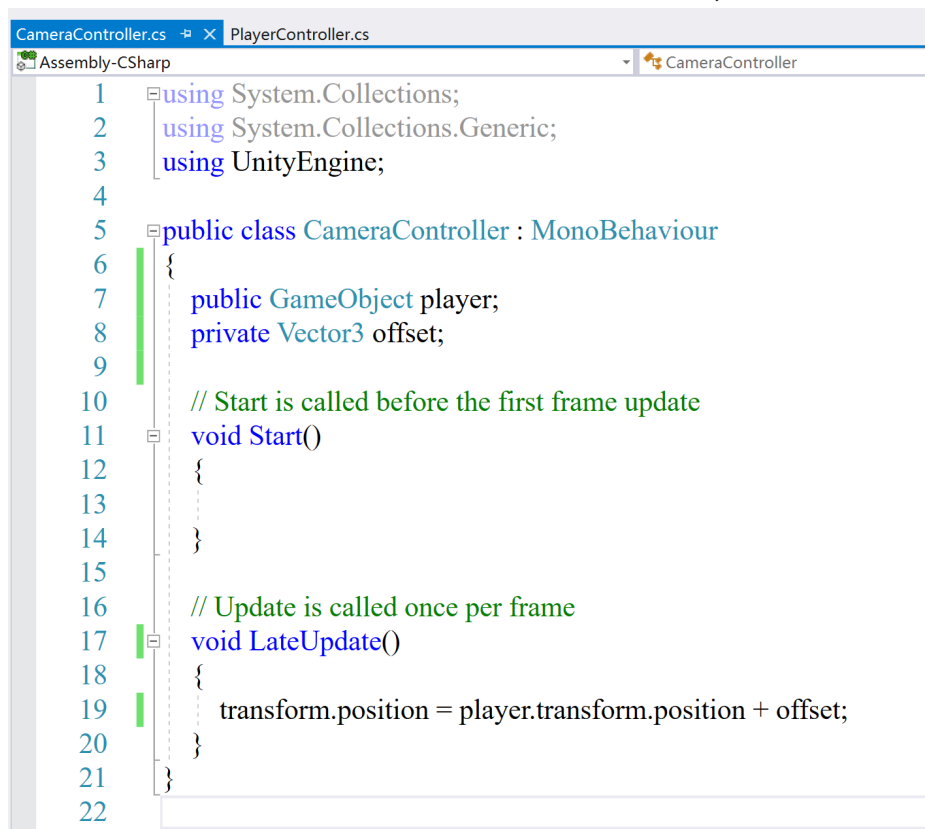 CameraController.cs PlayerController.cs
Assembly-CSharp CameraController
1 using System.Collections;
2 using System.Collections.Generic;
3 using UnityEngine;
4
5 public class CameraController : MonoBehaviour
6 {
7 public GameObject player;
8 private Vector3 offset;
9
10 // Start is called before the first frame update
11 void Start()
12 {
13
14 }
15
16 // Update is called once per frame
17 void LateUpdate()
18 {
19 transform.position = player.transform.position + offset;
20 }
21 }
22